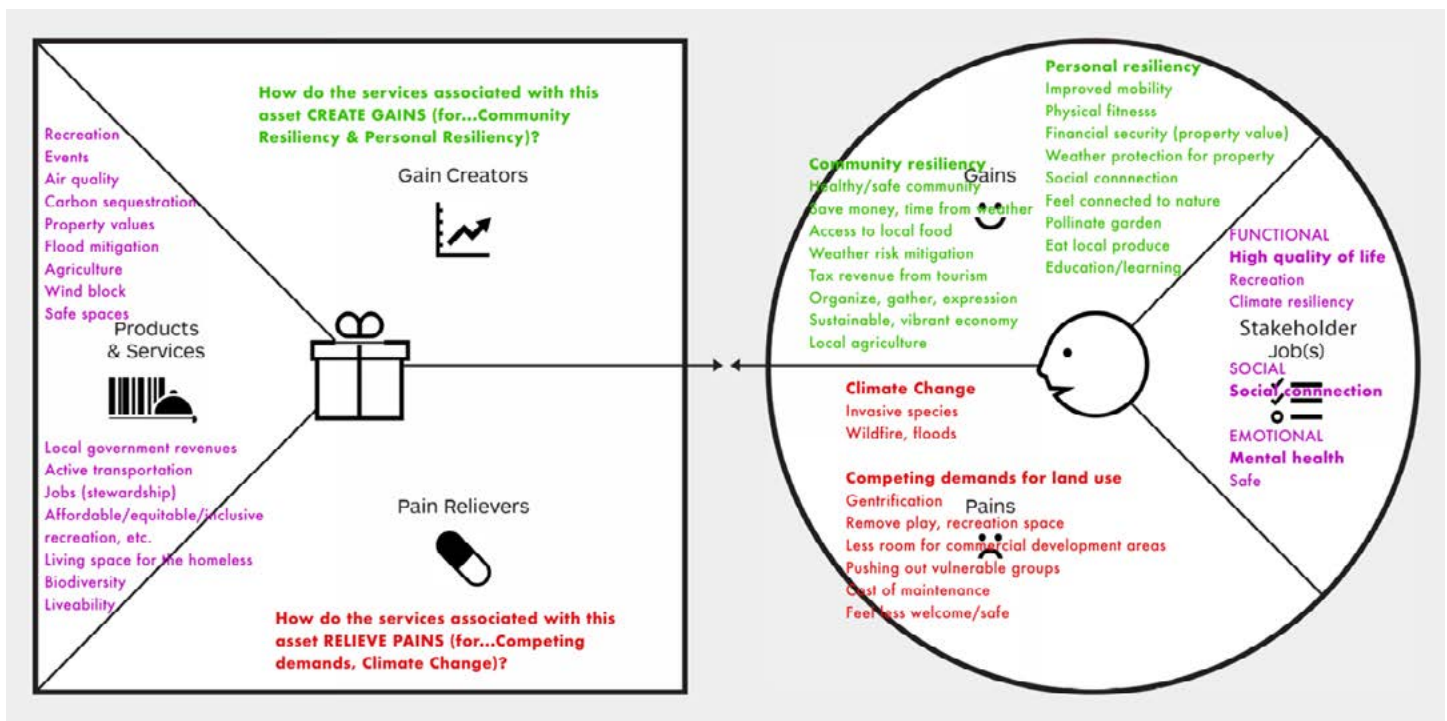 How do the services associated with this
asset CREATE GAINS (for...Community
Resiliency & Personal Resiliency)?
Gain Creators
Recreation
Events
Air quality
Carbon sequestration
Property values
Flood mitigation
Agriculture
Wind block
Safe spaces
Products
& Services
Local government revenues
Active transportation
Jobs (stewardship)
Affordable/equitable/inclusive
recreation, etc.
Living space for the homeless
Biodiversity
Liveability
Pain Relievers
How do the services associated with this
asset RELIEVE PAINS (for...Competing
demands, Climate Change)?
Community resiliency
Healthy/safe community
Save money, time from weather
Access to local food
Weather risk mitigation
Tax revenue from tourism
Organize, gather, expression
Sustainable, vibrant economy
Local agriculture
Gains
Personal resiliency
Improved mobility
Physical fitnesss
Financial security (property value)
Weather protection for property
Social connnection
Feel connected to nature
Pollinate garden
Eat local produce
Education/learning
FUNCTIONAL
High quality of life
Recreation
Climate resiliency
Stakeholder
Job(s)
SOCIAL
Social connnection
EMOTIONAL
Mental health
Safe
Climate Change
Invasive species
Wildfire, floods
Competing demands for land use
Gentrification
Pains
Remove play, recreation space
Less room for commercial development areas
Pushing out vulnerable groups
Cost of maintenance
Feel less welcome/safe